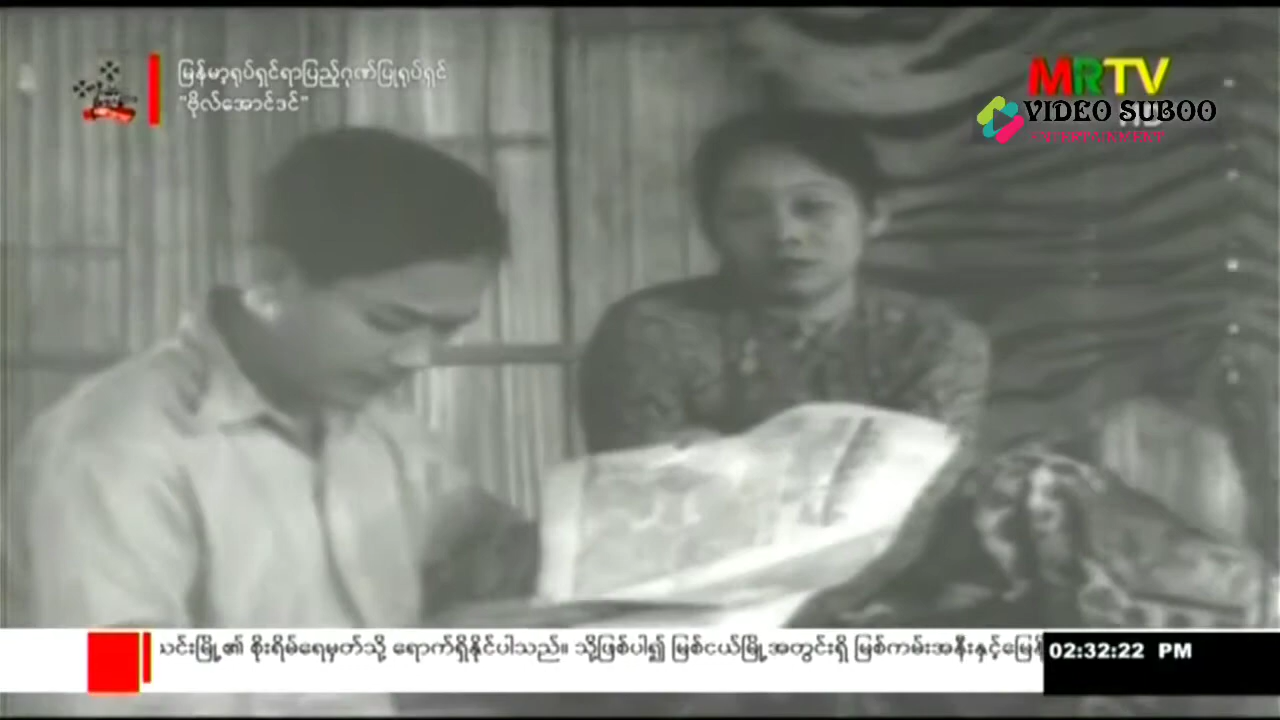 မြန်မာ့ရုပ်ရှင်ရာပြည့်ဂုဏ်ပြုရုပ်ရှင်
"ဗိုလ်အောင်ဒင်"
MRTV
VIDEO SUBOO
ENTERTAINMENT
သင်းမြို့၏ စိုးရိမ်ရေမှတ်သို့ ရောက်ရှိနိုင်ပါသည်။ သို့ဖြစ်ပါ၍ မြစ်ငယ်မြို့အတွင်းရှိ မြစ်ကမ်းအနီးနှင့်မြေနိ
02:32:22 PM